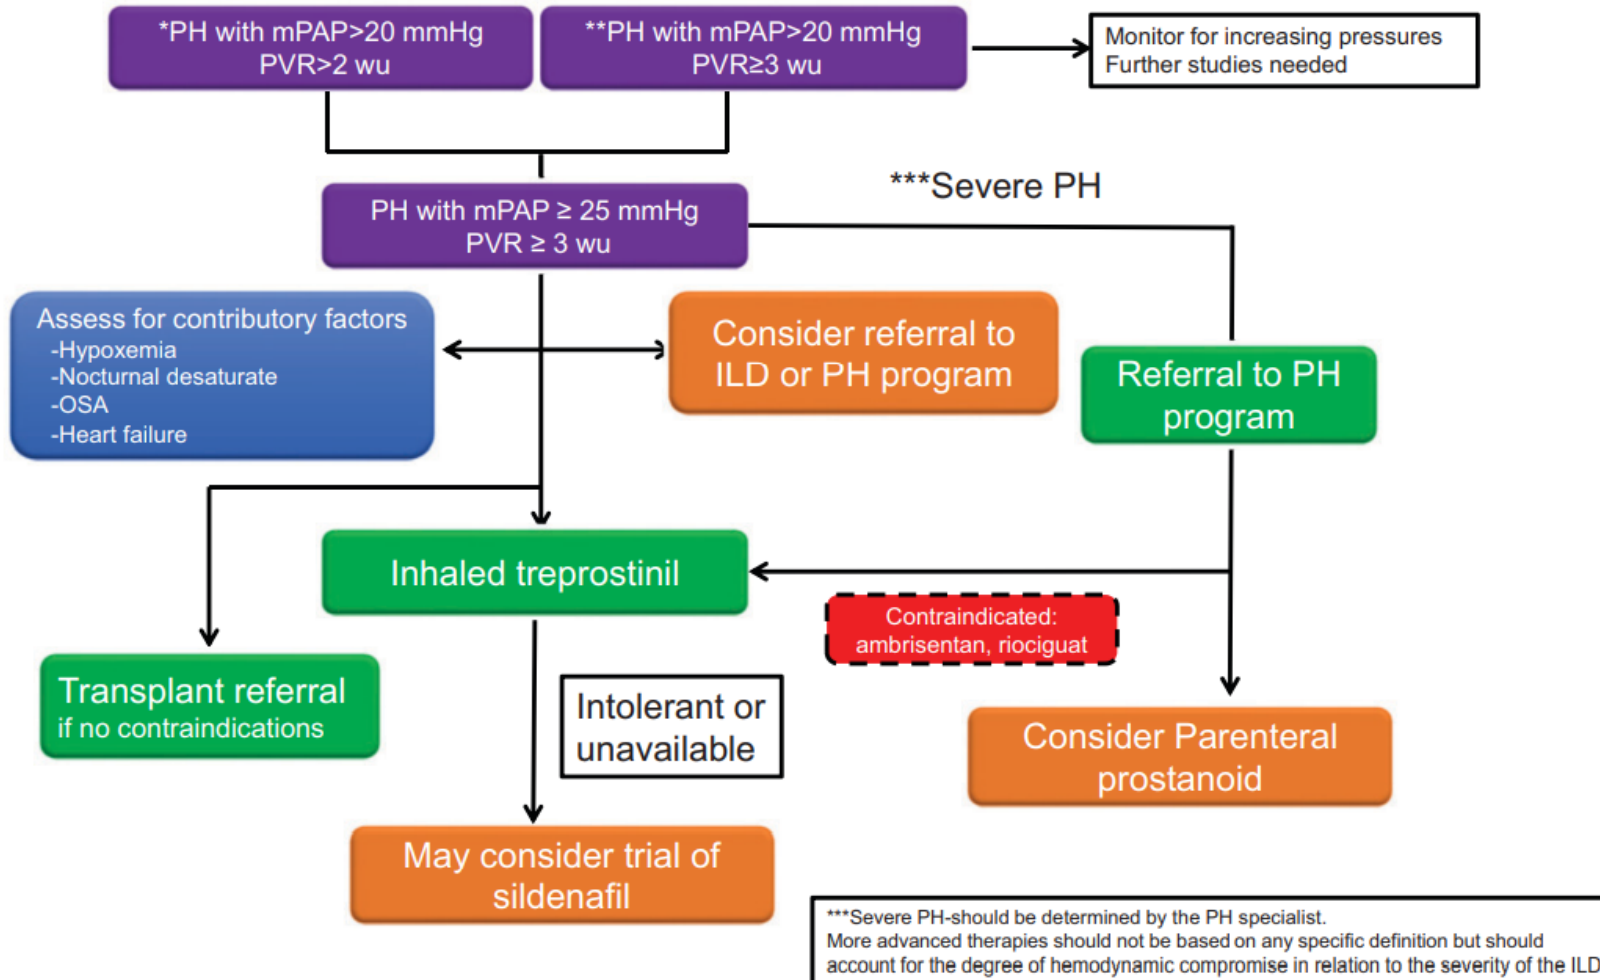 *PH with mPAP>20 mmHg
PVR>2 wu
**PH with mPAP>20 mmHg
PVR≥3 wu
Monitor for increasing pressures
Further studies needed
***Severe PH
PH with mPAP ≥ 25 mmHg
PVR ≥ 3 wu
Assess for contributory factors
-Hypoxemia
-Nocturnal desaturate
-OSA
-Heart failure
Consider referral to
ILD or PH program
Referral to PH
program
Inhaled treprostinil
Contraindicated:
ambrisentan, riociguat
Transplant referral
if no contraindications
Intolerant or
unavailable
Consider Parenteral
prostanoid
May consider trial of
sildenafil
***Severe PH-should be determined by the PH specialist.
More advanced therapies should not be based on any specific definition but should
account for the degree of hemodynamic compromise in relation to the severity of the ILD